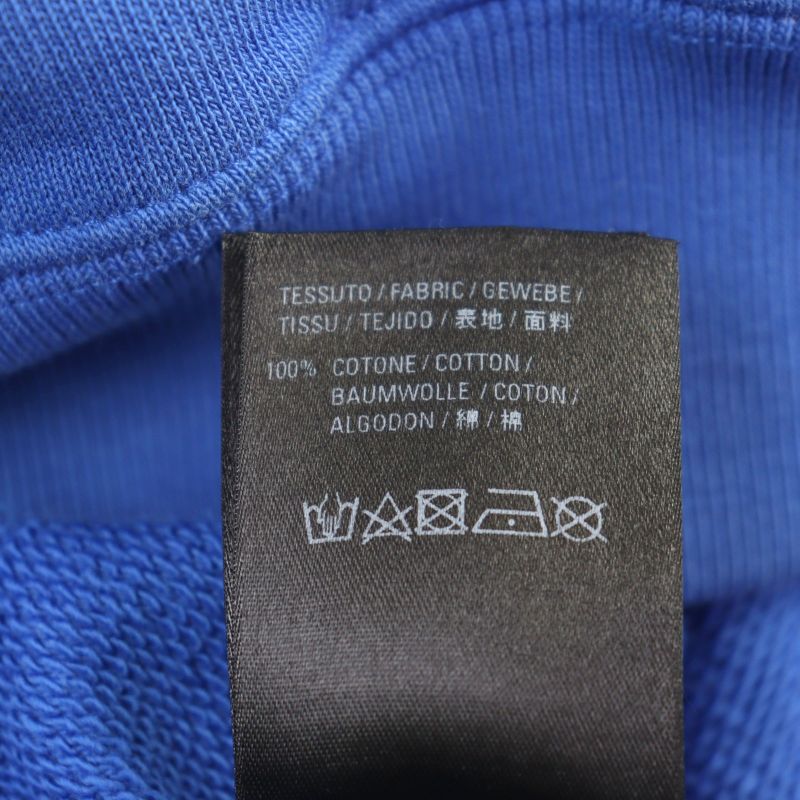 TESSUTO / FABRIC / GEWEBE /
TISSU / TEJIDO / 表地 / 面料
100% COTONE / COTTON /
BAUMWOLLE / COTON /
ALGODON / 綿 / 棉